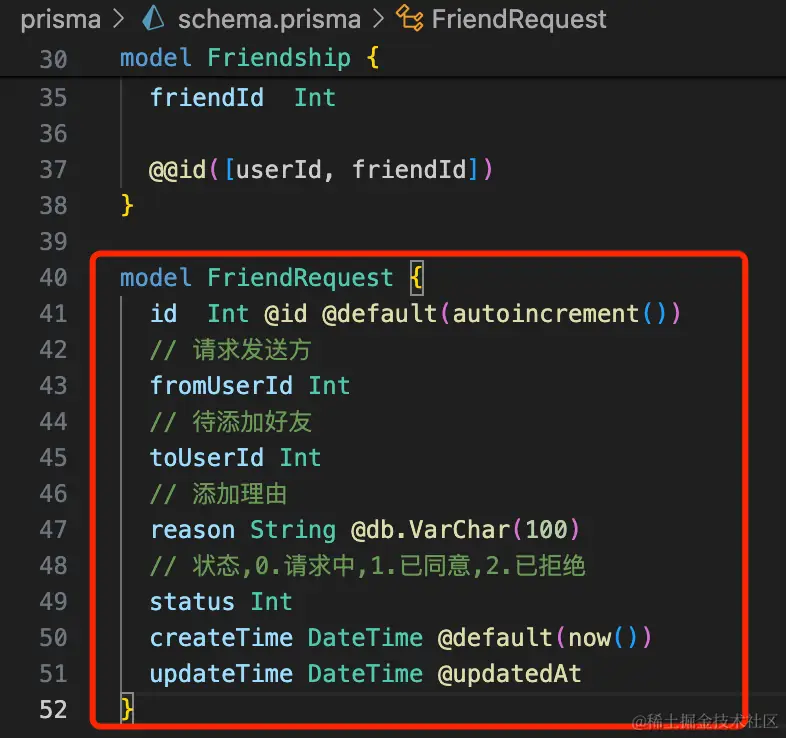 prisma > schema.prisma > FriendRequest
30 model Friendship {
35 friendId Int
36
37 @@id([userId, friendId])
38 }
39
40 model FriendRequest {
41 id Int @id @default(autoincrement())
42 // 请求发送方
43 fromUserId Int
44 // 待添加好友
45 toUserId Int
46 // 添加理由
47 reason String @db.VarChar(100)
48 // 状态,0.请求中,1.已同意,2.已拒绝
49 status Int
50 createTime DateTime @default(now())
51 updateTime DateTime @updatedAt
52 }
@稀土掘金技术社区